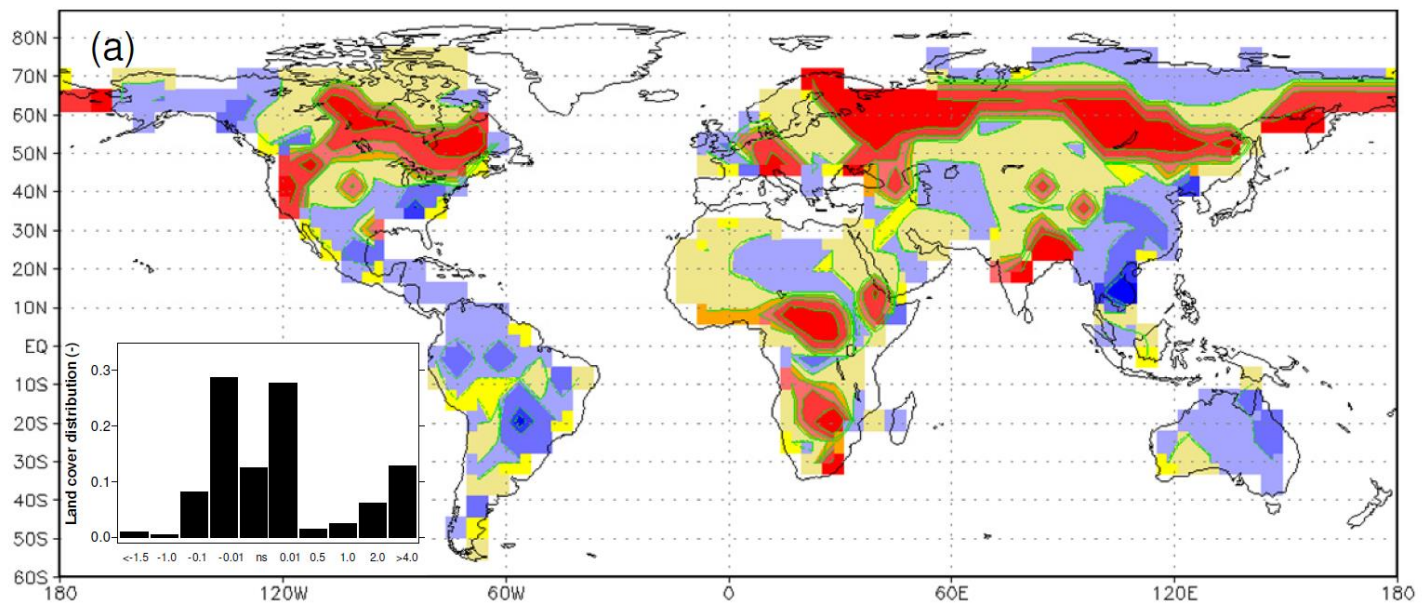 (a)
80N
70N
60N
50N
40N
30N
20N
10N
EQ
10S
20S
30S
40S
50S
60S
180 120W 60W 0 60E 120E 180
Land cover distribution (-)
0.3
0.2
0.1
0.0
<-1.5 -1.0 -0.1 -0.01 ns 0.01 0.5 1.0 2.0 >4.0